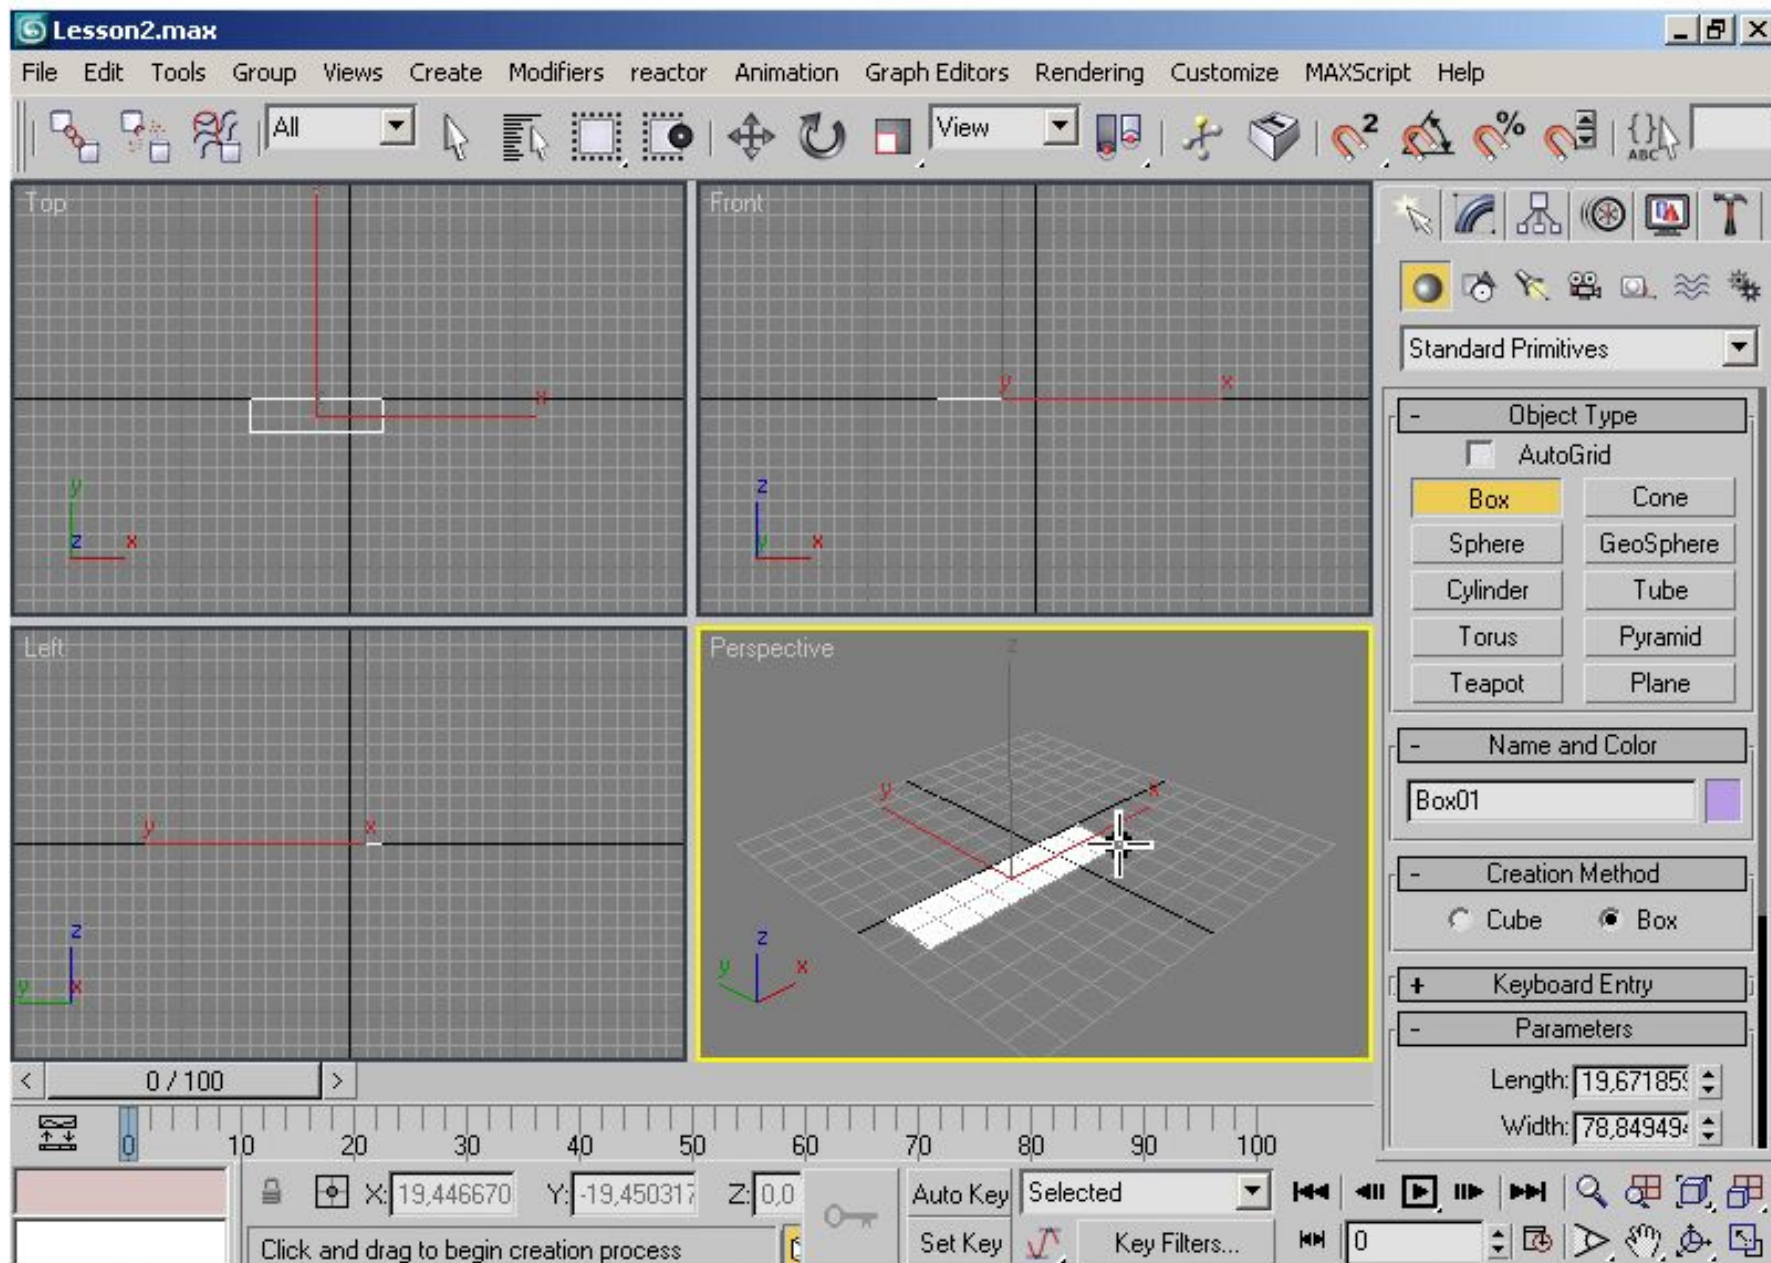 Lesson2.max
File Edit Tools Group Views Create Modifiers reactor Animation Graph Editors Rendering Customize MAXScript Help
All View 2 % {} ABC
Top Front
y x
x
z y x
z y x
Standard Primitives
- Object Type
AutoGrid
Box Cone
Sphere GeoSphere
Cylinder Tube
Torus Pyramid
Teapot Plane
Left Perspective
z
y x
y x
z y x
z y x
- Name and Color
Box01
- Creation Method
Cube Box
+ Keyboard Entry
- Parameters
Length: 19,671859
Width: 78,849494
< 0 / 100 >
0 10 20 30 40 50 60 70 80 90 100
X: 19,446670 Y: -19,450317 Z: 0,0 Auto Key Selected
Click and drag to begin creation process Set Key Key Filters... 0